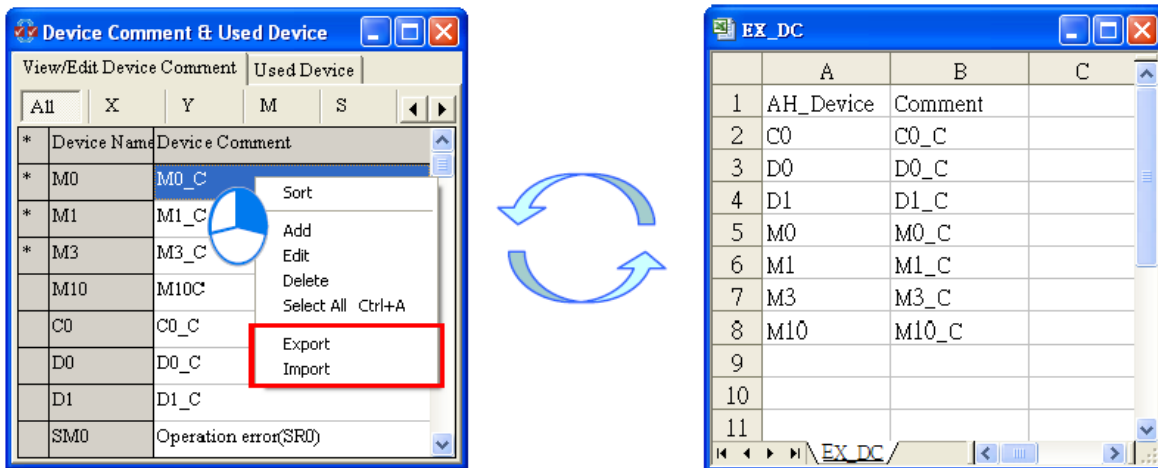 Device Comment & Used Device
View/Edit Device Comment Used Device
All X Y M S
* Device Name Device Comment
* M0 M0_C
* M1 M1_C
* M3 M3_C
M10 M10C
C0 C0_C
D0 D0_C
D1 D1_C
SM0 Operation error(SR0)
Sort
Add
Edit
Delete
Select All Ctrl+A
Export
Import
EX_DC
A B C
1 AH_Device Comment
2 C0 C0_C
3 D0 D0_C
4 D1 D1_C
5 M0 M0_C
6 M1 M1_C
7 M3 M3_C
8 M10 M10_C
9
10
11
EX_DC